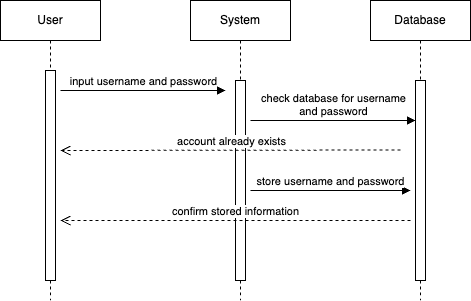 User
System
Database
input username and password
check database for username
and password
account already exists
store username and password
confirm stored information